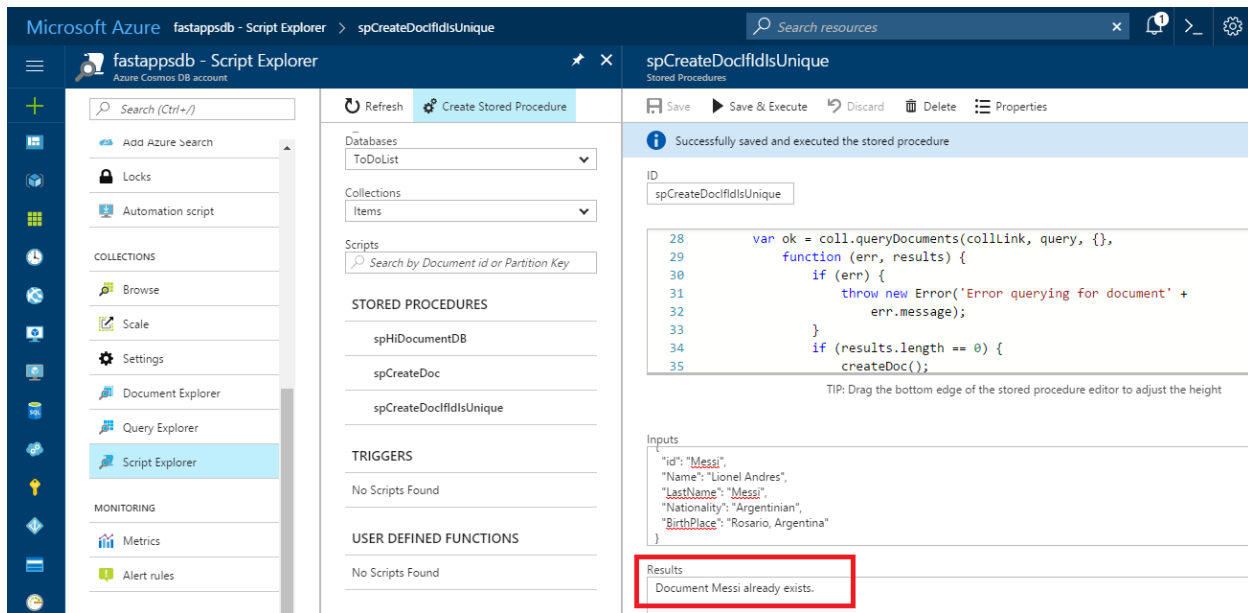 Microsoft Azure fastappsdb - Script Explorer > spCreateDocIfIdIsUnique
Search resources
1
fastappsdb - Script Explorer
Azure Cosmos DB account
Search (Ctrl+/)
Add Azure Search
Locks
Automation script
COLLECTIONS
Browse
Scale
Settings
Document Explorer
Query Explorer
Script Explorer
MONITORING
Metrics
Alert rules
Refresh
Create Stored Procedure
Databases
ToDoList
Collections
Items
Scripts
Search by Document id or Partition Key
STORED PROCEDURES
spHiDocumentDB
spCreateDoc
spCreateDocIfIdIsUnique
TRIGGERS
No Scripts Found
USER DEFINED FUNCTIONS
No Scripts Found
spCreateDocIfIdIsUnique
Stored Procedures
Save
Save & Execute
Discard
Delete
Properties
Successfully saved and executed the stored procedure
ID
spCreateDocIfIdIsUnique
28 var ok = coll.queryDocuments(collLink, query, {},
29 function (err, results) {
30 if (err) {
31 throw new Error('Error querying for document' +
32 err.message);
33 }
34 if (results.length == 0) {
35 createDoc();
TIP: Drag the bottom edge of the stored procedure editor to adjust the height
Inputs
{
"id": "Messi",
"Name": "Lionel Andres",
"LastName": "Messi",
"Nationality": "Argentinian",
"BirthPlace": "Rosario, Argentina"
}
Results
Document Messi already exists.
SQL